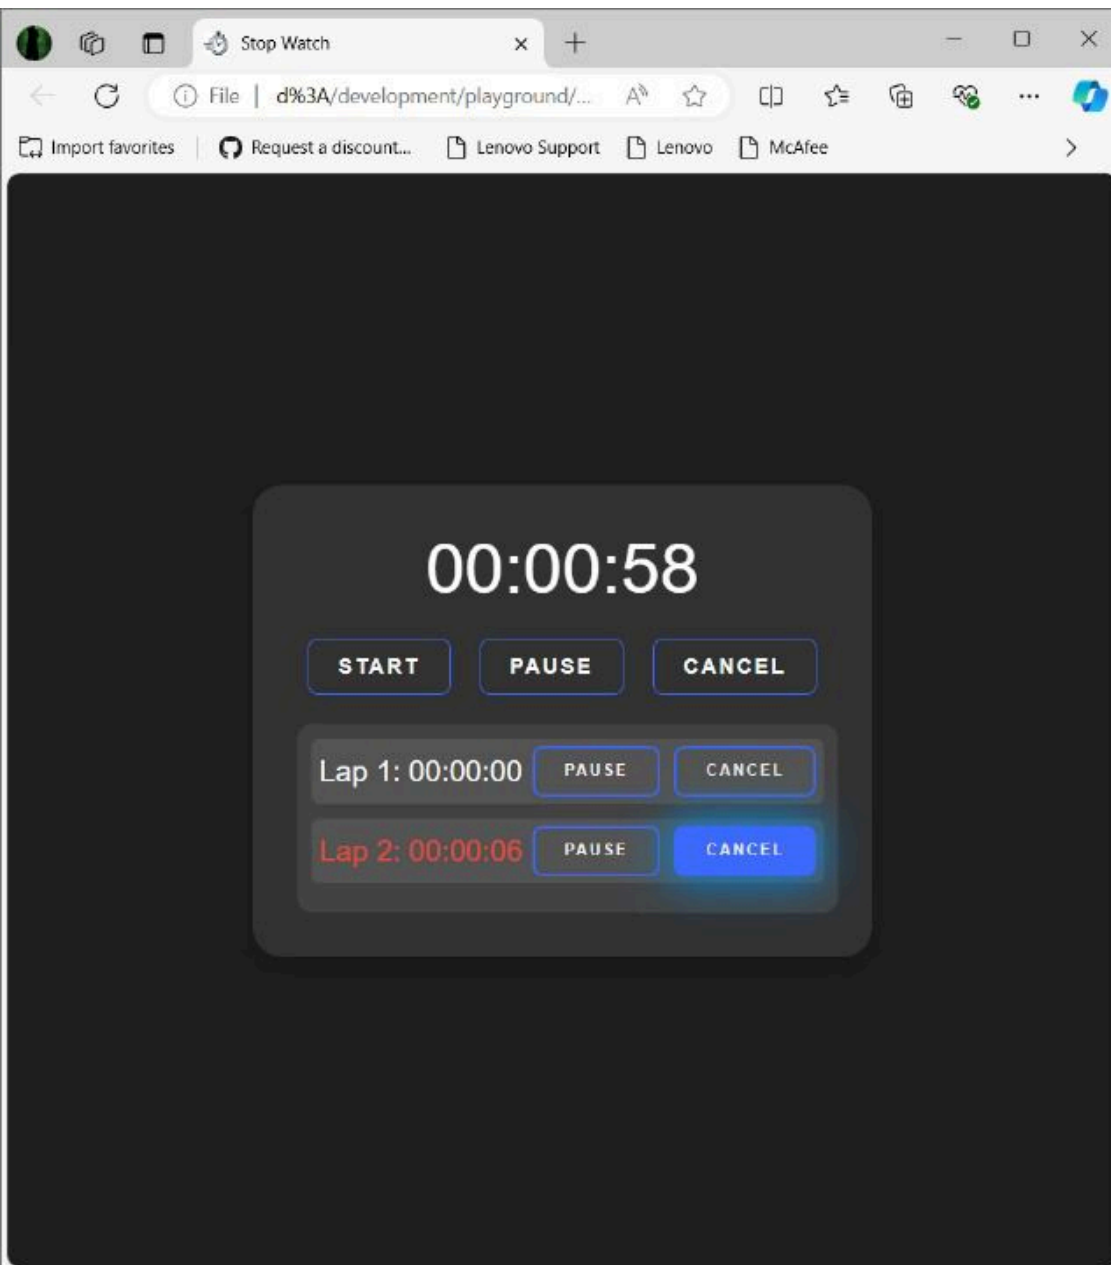 Stop Watch
File | d%3A/development/playground/...
Import favorites Request a discount... Lenovo Support Lenovo McAfee
00:00:58
START PAUSE CANCEL
Lap 1: 00:00:00 PAUSE CANCEL
Lap 2: 00:00:06 PAUSE CANCEL